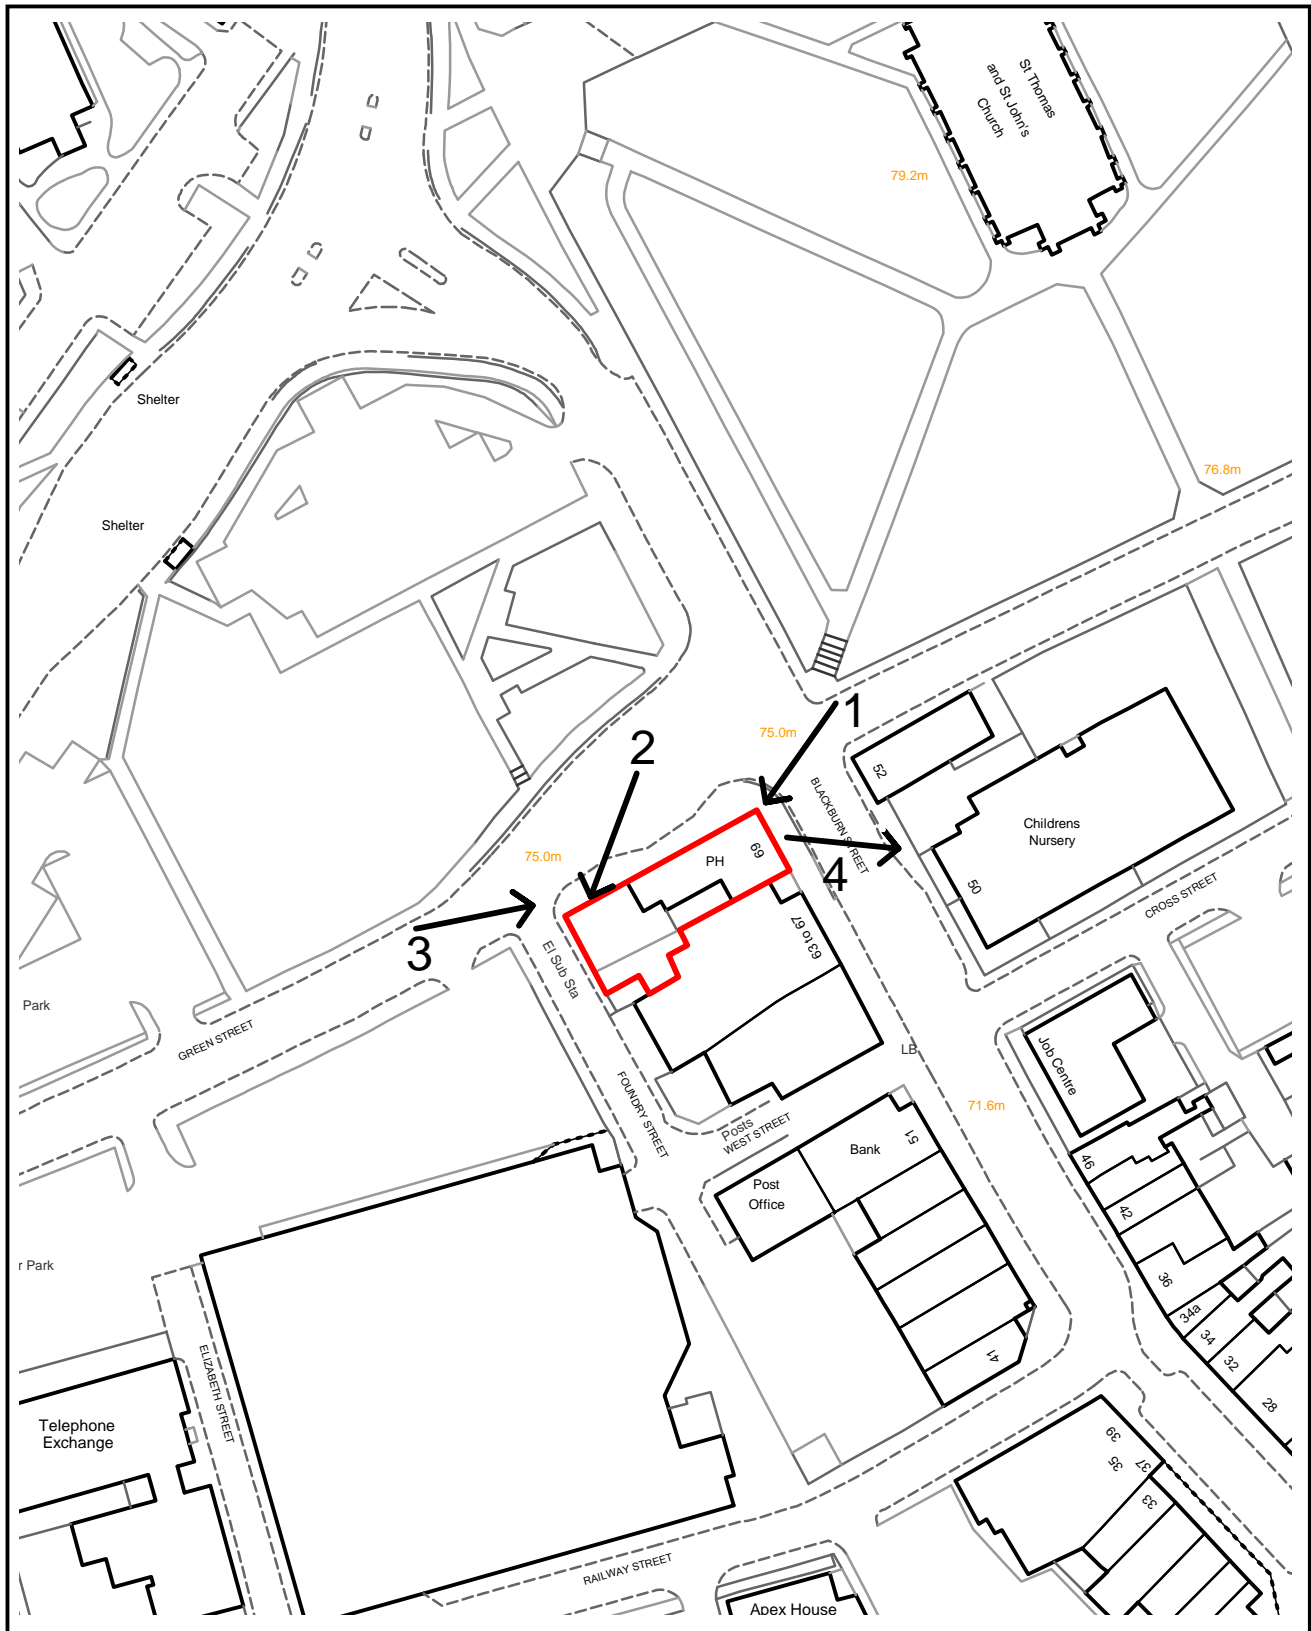 St Thomas
and St John's
Church
79.2m
76.8m
Shelter
Shelter
1
75.0m
2
BLACKBURN STREET
52
Childrens
Nursery
75.0m
PH
69
4
50
CROSS STREET
3
63 to 67
El Sub Sta
Park
GREEN STREET
LB
Job Centre
71.6m
FOUNDRY STREET
Posts
WEST STREET
Bank
51
46
Post
Office
42
r Park
36
34a
34
32
28
41
ELIZABETH STREET
Telephone
Exchange
39
35
37
33
RAILWAY STREET
Apex House